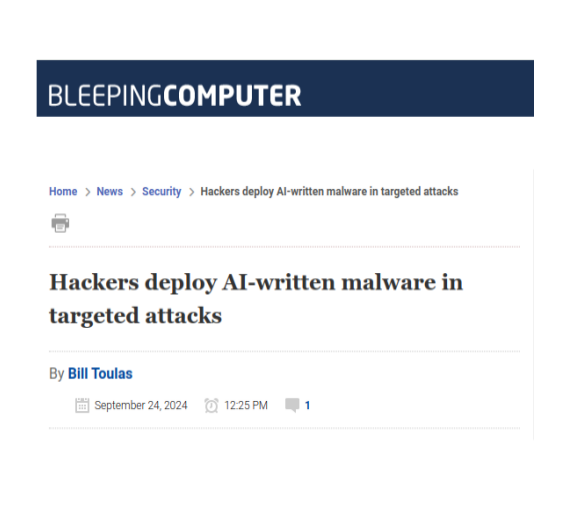 BLEEPINGCOMPUTER
Home > News > Security > Hackers deploy AI-written malware in targeted attacks
Hackers deploy AI-written malware in
targeted attacks
By Bill Toulas
September 24, 2024 12:25 PM 1